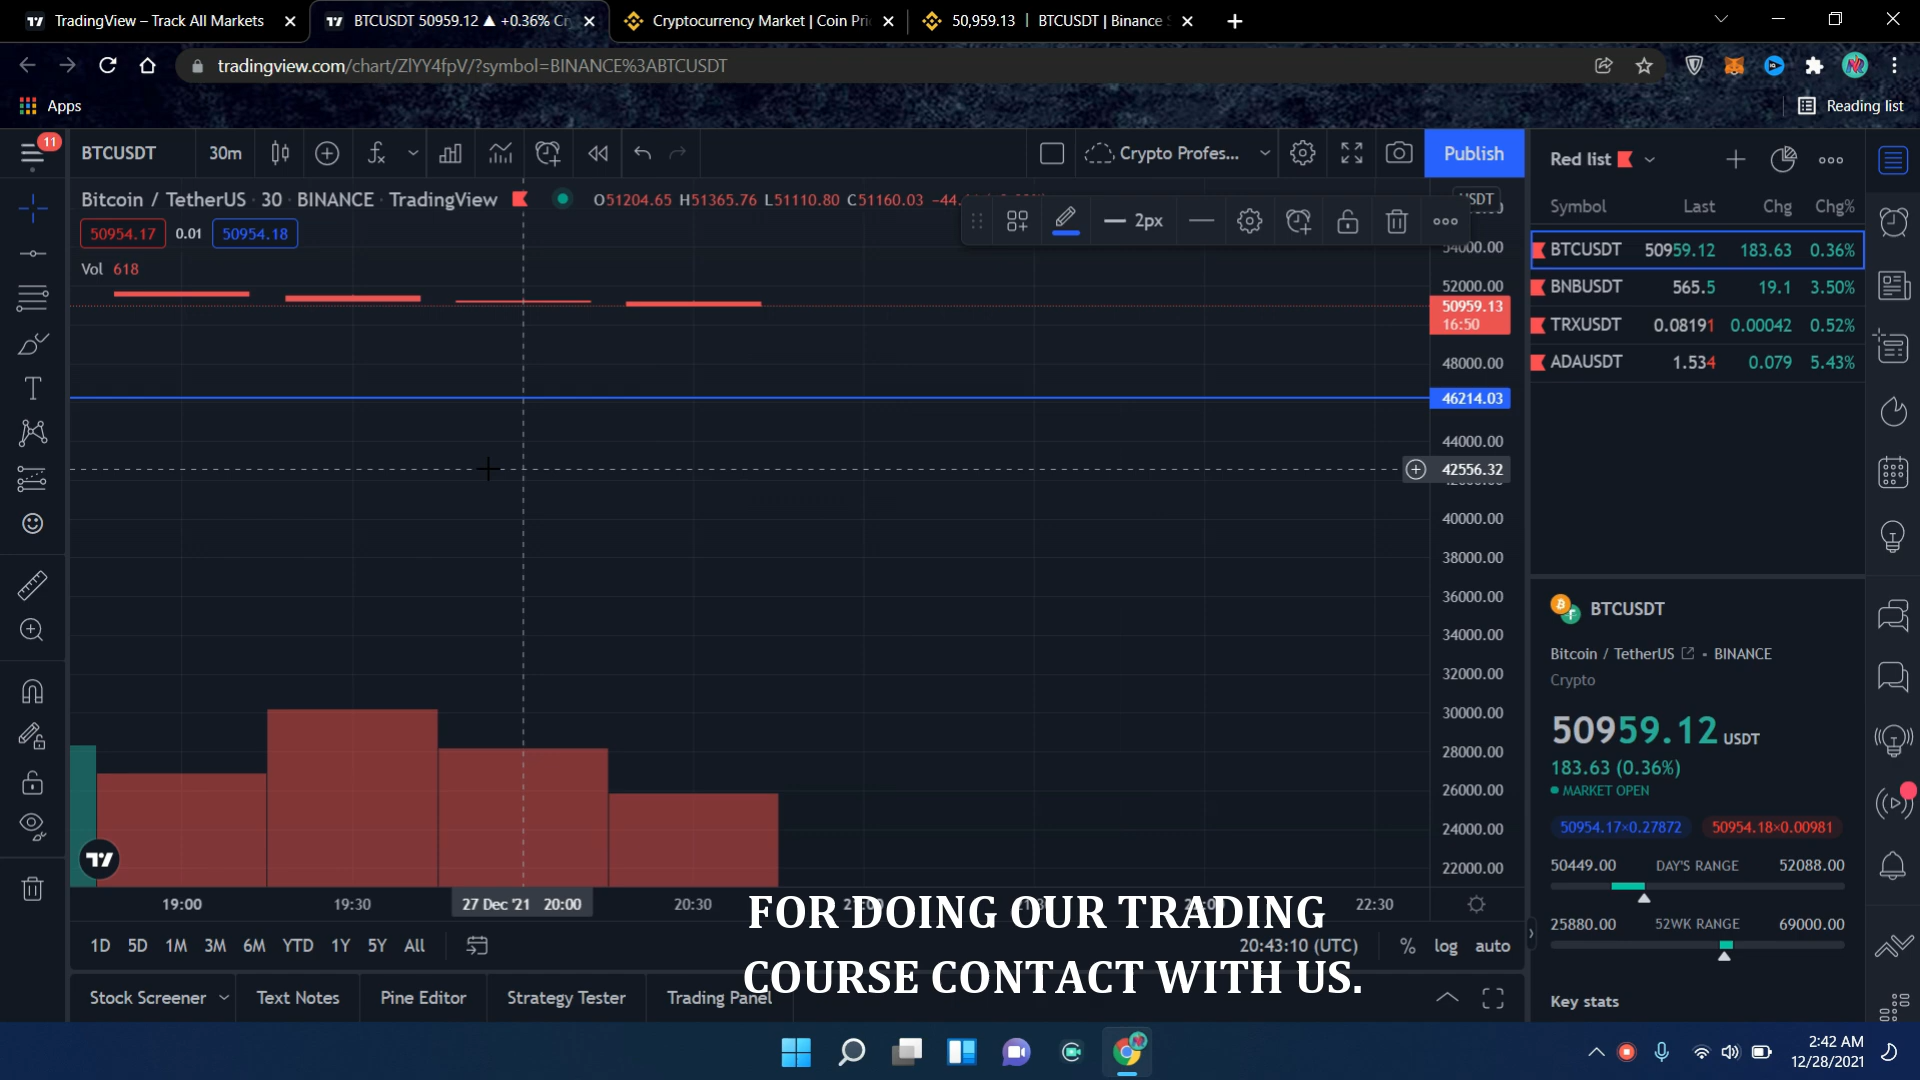 TradingView – Track All Markets
BTCUSDT 50959.12 ▲ +0.36% Cr
Cryptocurrency Market | Coin Pri
50,959.13 | BTCUSDT | Binance S
tradingview.com/chart/ZlYY4fpV/?symbol=BINANCE%3ABTCUSDT
Apps
Reading list
11
BTCUSDT
30m
Crypto Profes...
Publish
Red list
Bitcoin / TetherUS · 30 · BINANCE · TradingView
O51204.65 H51365.76 L51110.80 C51160.03
USDT
Symbol Last Chg Chg%
50954.17 0.01 50954.18
2px
54000.00
BTCUSDT 50959.12 183.63 0.36%
Vol 618
52000.00
BNBUSDT 565.5 19.1 3.50%
50959.13
16:50
TRXUSDT 0.08191 0.00042 0.52%
48000.00
ADAUSDT 1.534 0.079 5.43%
46214.03
44000.00
42556.32
40000.00
38000.00
36000.00
34000.00
32000.00
30000.00
28000.00
26000.00
24000.00
22000.00
BTCUSDT
Bitcoin / TetherUS • BINANCE
Crypto
50959.12 USDT
183.63 (0.36%)
MARKET OPEN
50954.17×0.27872 50954.18×0.00981
50449.00 DAY'S RANGE 52088.00
25880.00 52WK RANGE 69000.00
Key stats
19:00 19:30 27 Dec '21 20:00 20:30 22:30
FOR DOING OUR TRADING
COURSE CONTACT WITH US.
1D 5D 1M 3M 6M YTD 1Y 5Y All
20:43:10 (UTC) % log auto
Stock Screener Text Notes Pine Editor Strategy Tester Trading Panel
2:42 AM
12/28/2021